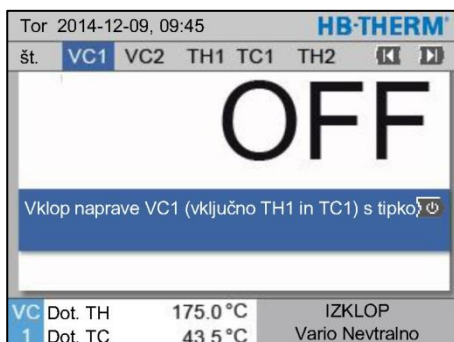 Tor 2014-12-09, 09:45 HB-THERM®
št. VC1 VC2 TH1 TC1 TH2
OFF
Vklop naprave VC1 (vključno TH1 in TC1) s tipko
VC Dot. TH 175.0 °C IZKLOP
1 Dot. TC 43.5 °C Vario Nevtralno